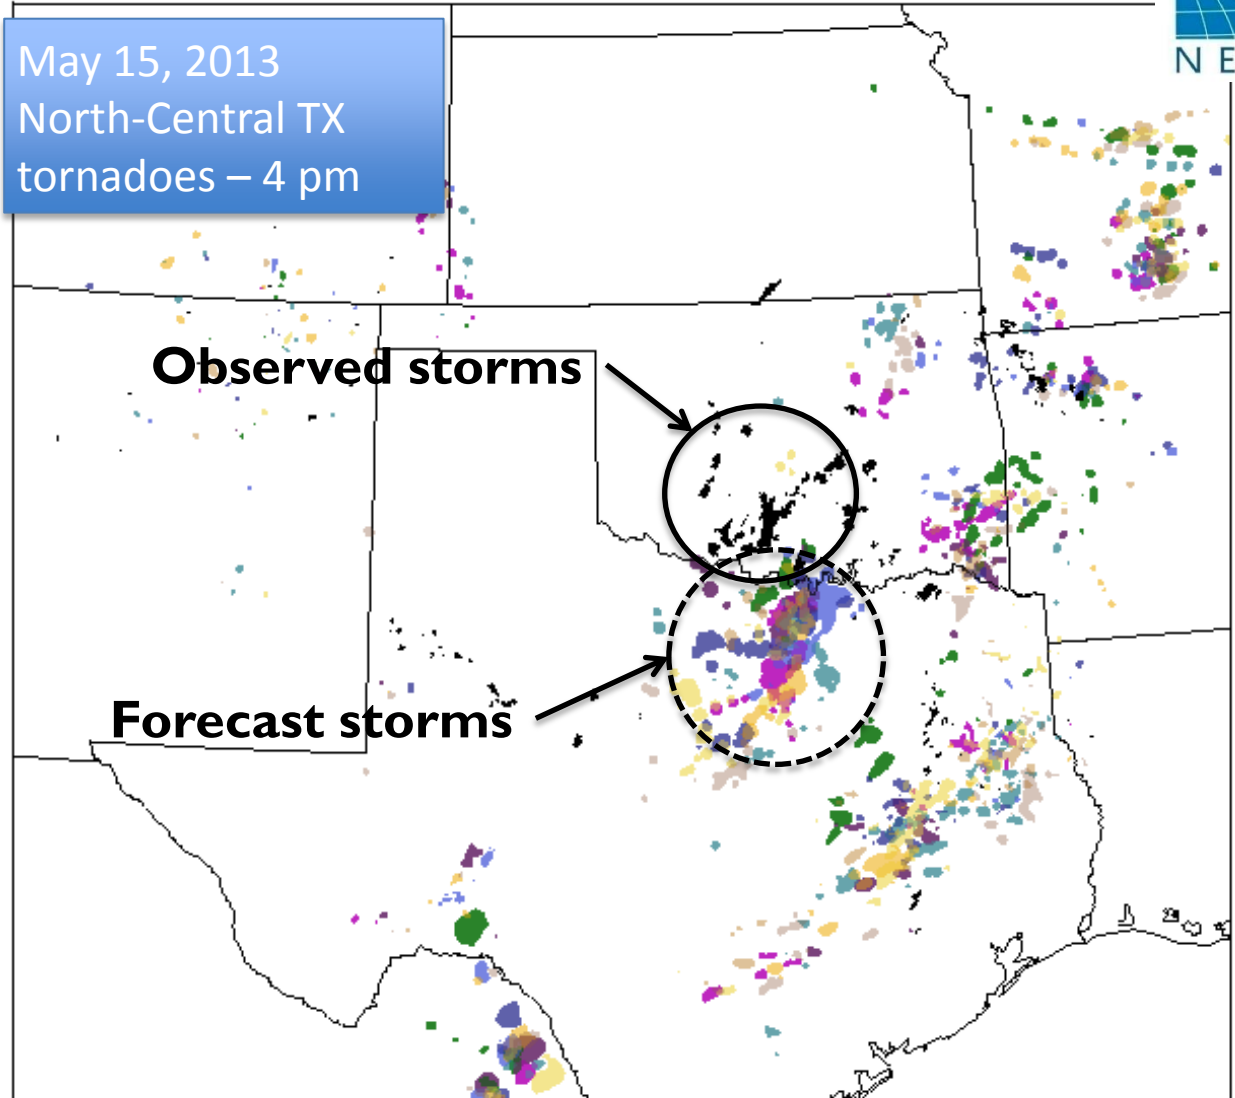 May 15, 2013
North-Central TX
tornadoes – 4 pm
N E
Observed storms
Forecast storms